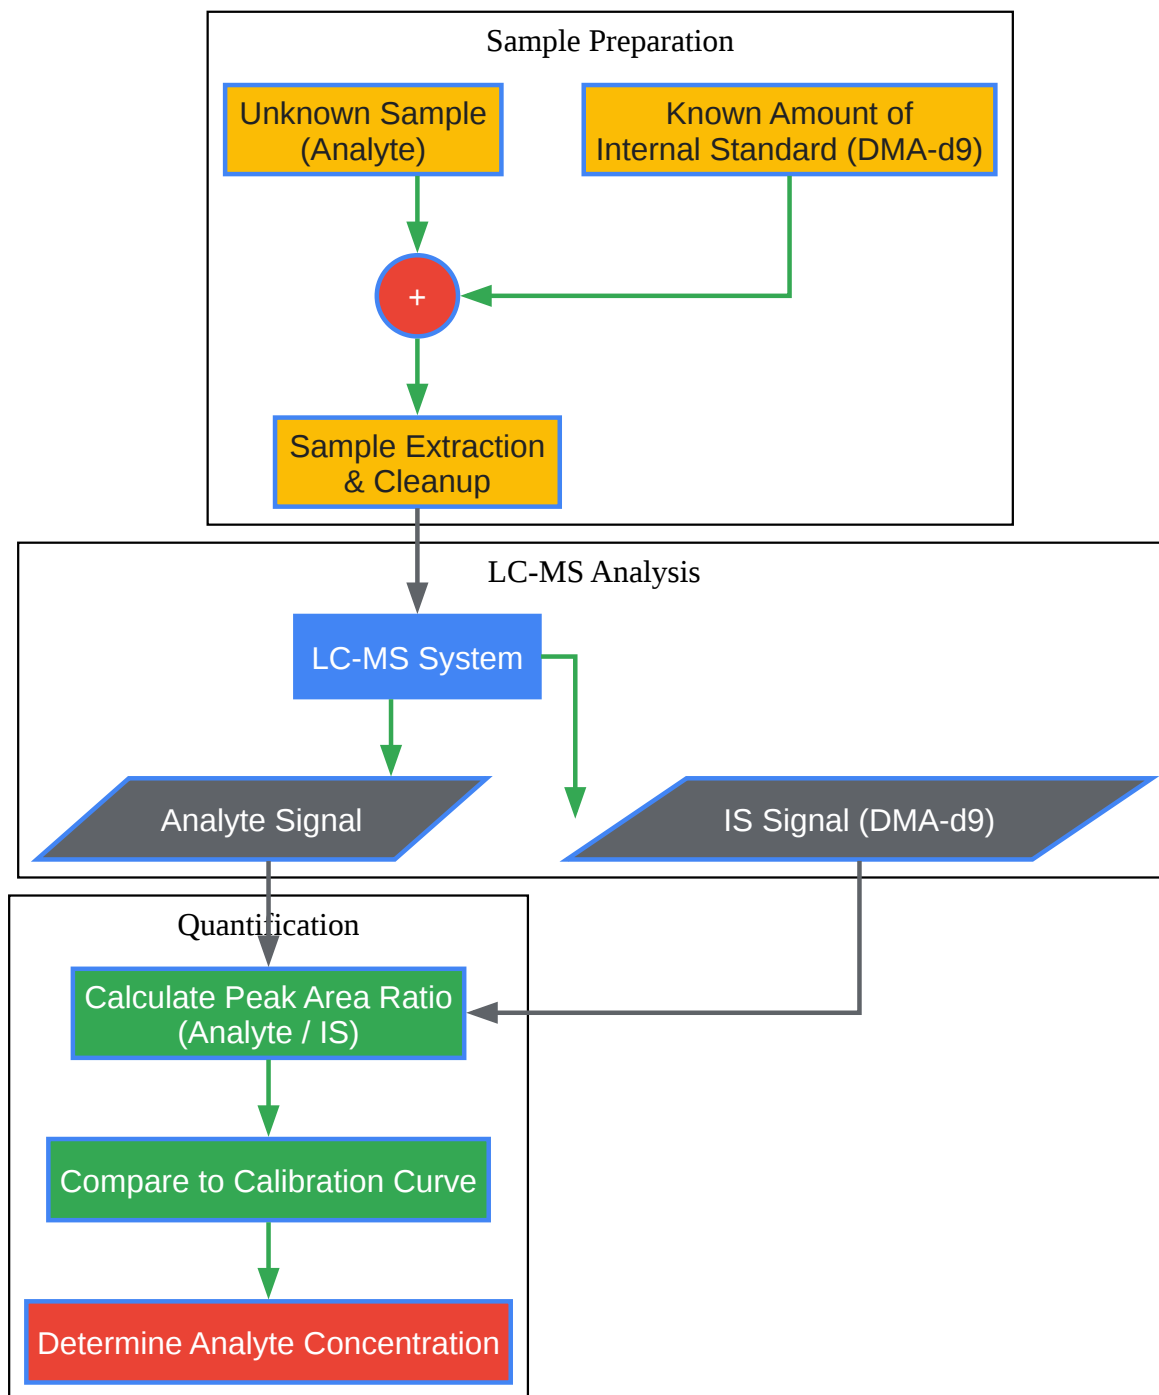 Sample Preparation
Unknown Sample
(Analyte)
Known Amount of
Internal Standard (DMA-d9)
+
Sample Extraction
& Cleanup
LC-MS Analysis
LC-MS System
Analyte Signal
IS Signal (DMA-d9)
Quantification
Calculate Peak Area Ratio
(Analyte / IS)
Compare to Calibration Curve
Determine Analyte Concentration